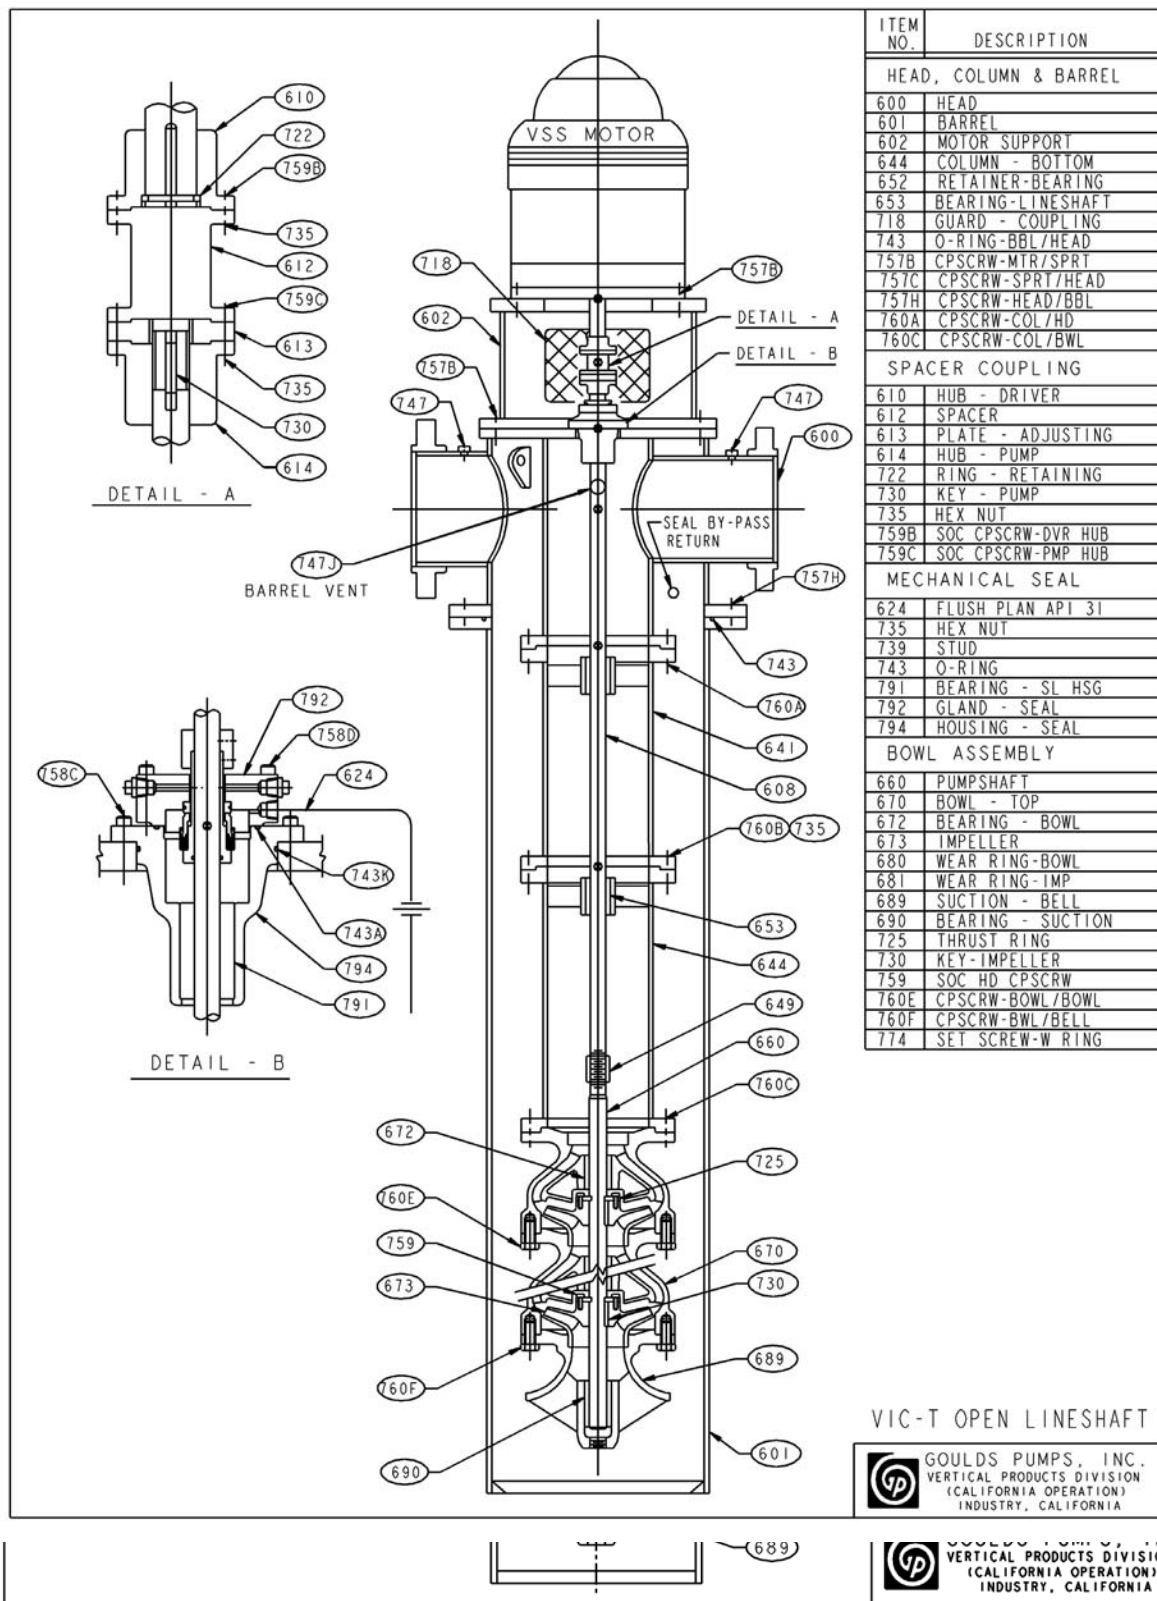 610
722
759B
735
612
759C
613
735
730
614
DETAIL - A
VSS MOTOR
718
757B
602
DETAIL - A
757B
DETAIL - B
747
747
600
SEAL BY-PASS
RETURN
747J
BARREL VENT
757H
743
760A
641
608
760B 735
653
644
649
660
760C
792
758D
758C
624
743K
743A
794
791
DETAIL - B
672
725
760E
759
670
673
730
689
760F
690
601
ITEM NO. DESCRIPTION
HEAD, COLUMN & BARREL
600 HEAD
601 BARREL
602 MOTOR SUPPORT
644 COLUMN - BOTTOM
652 RETAINER-BEARING
653 BEARING-LINESHAFT
718 GUARD - COUPLING
743 O-RING-BBL/HEAD
757B CPSCRW-MTR/SPRT
757C CPSCRW-SPRT/HEAD
757H CPSCRW-HEAD/BBL
760A CPSCRW-COL/HD
760C CPSCRW-COL/BWL
SPACER COUPLING
610 HUB - DRIVER
612 SPACER
613 PLATE - ADJUSTING
614 HUB - PUMP
722 RING - RETAINING
730 KEY - PUMP
735 HEX NUT
759B SOC CPSCRW-DVR HUB
759C SOC CPSCRW-PMP HUB
MECHANICAL SEAL
624 FLUSH PLAN API 31
735 HEX NUT
739 STUD
743 O-RING
791 BEARING - SL HSG
792 GLAND - SEAL
794 HOUSING - SEAL
BOWL ASSEMBLY
660 PUMPSHAFT
670 BOWL - TOP
672 BEARING - BOWL
673 IMPELLER
680 WEAR RING-BOWL
681 WEAR RING-IMP
689 SUCTION - BELL
690 BEARING - SUCTION
725 THRUST RING
730 KEY-IMPELLER
759 SOC HD CPSCRW
760E CPSCRW-BOWL/BOWL
760F CPSCRW-BWL/BELL
774 SET SCREW-W RING
VIC-T OPEN LINESHAFT
GP
GOULDS PUMPS, INC.
VERTICAL PRODUCTS DIVISION
(CALIFORNIA OPERATION)
INDUSTRY, CALIFORNIA
689
GP
VERTICAL PRODUCTS DIVISI
(CALIFORNIA OPERATION)
INDUSTRY, CALIFORNIA